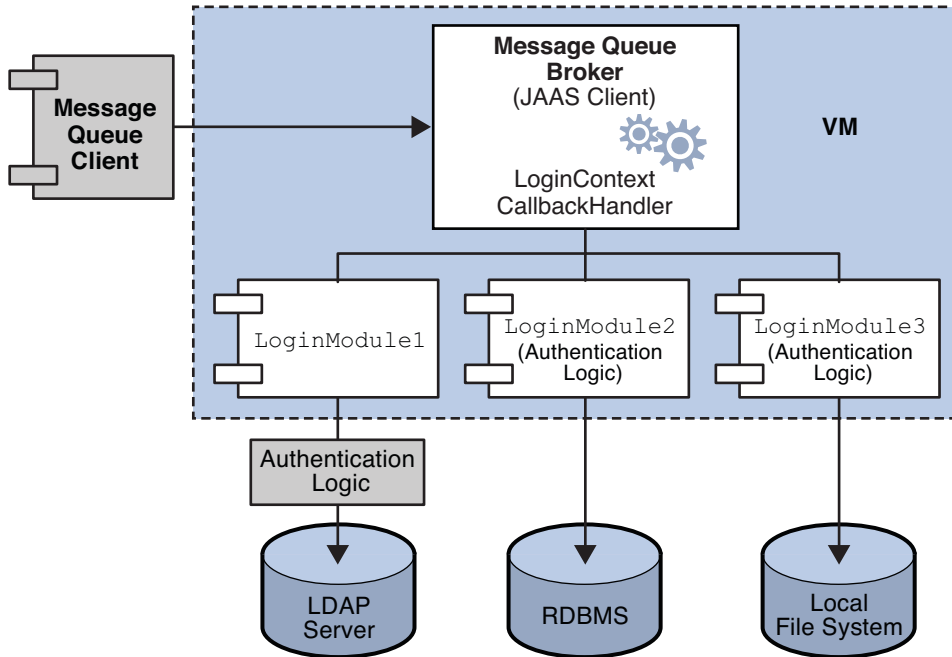 Message Queue
Broker
(JAAS Client)
LoginContext
CallbackHandler
VM
Message
Queue
Client
LoginModule1
LoginModule2
(Authentication
Logic)
LoginModule3
(Authentication
Logic)
Authentication
Logic
LDAP
Server
RDBMS
Local
File System